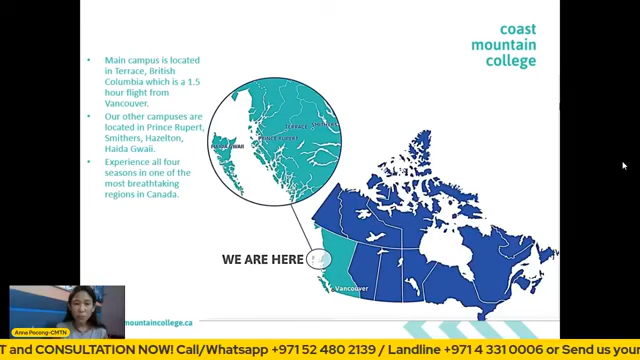 coast
mountain
college
Main campus is located
in Terrace, British
Columbia which is a 1.5
hour flight from
Vancouver.
Our other campuses are
located in Prince Rupert,
Smithers, Hazelton,
Haida Gwaii.
Experience all four
seasons in one of the
most breathtaking
regions in Canada.
TERRACE
SMITHERS
PRINCE RUPERT
HAIDA GWAII
WE ARE HERE
Vancouver
mountaincollege.ca
Anna Pocong-CMTN
T and CONSULTATION NOW! Call/Whatsapp +971 52 480 2139 / Landline +971 4 331 0006 or Send us your